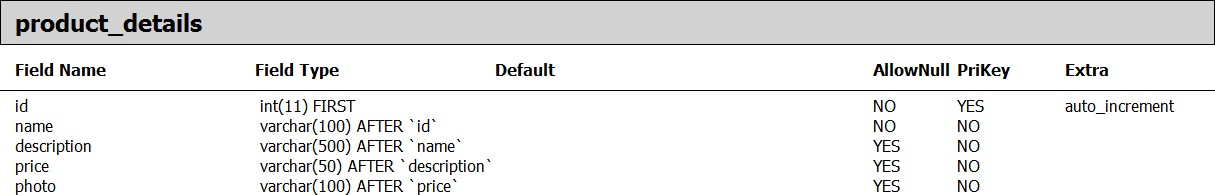 product_details
Field Name Field Type Default AllowNull PriKey Extra
id int(11) FIRST NO YES auto_increment
name varchar(100) AFTER `id` NO NO
description varchar(500) AFTER `name` YES NO
price varchar(50) AFTER `description` YES NO
photo varchar(100) AFTER `price` YES NO